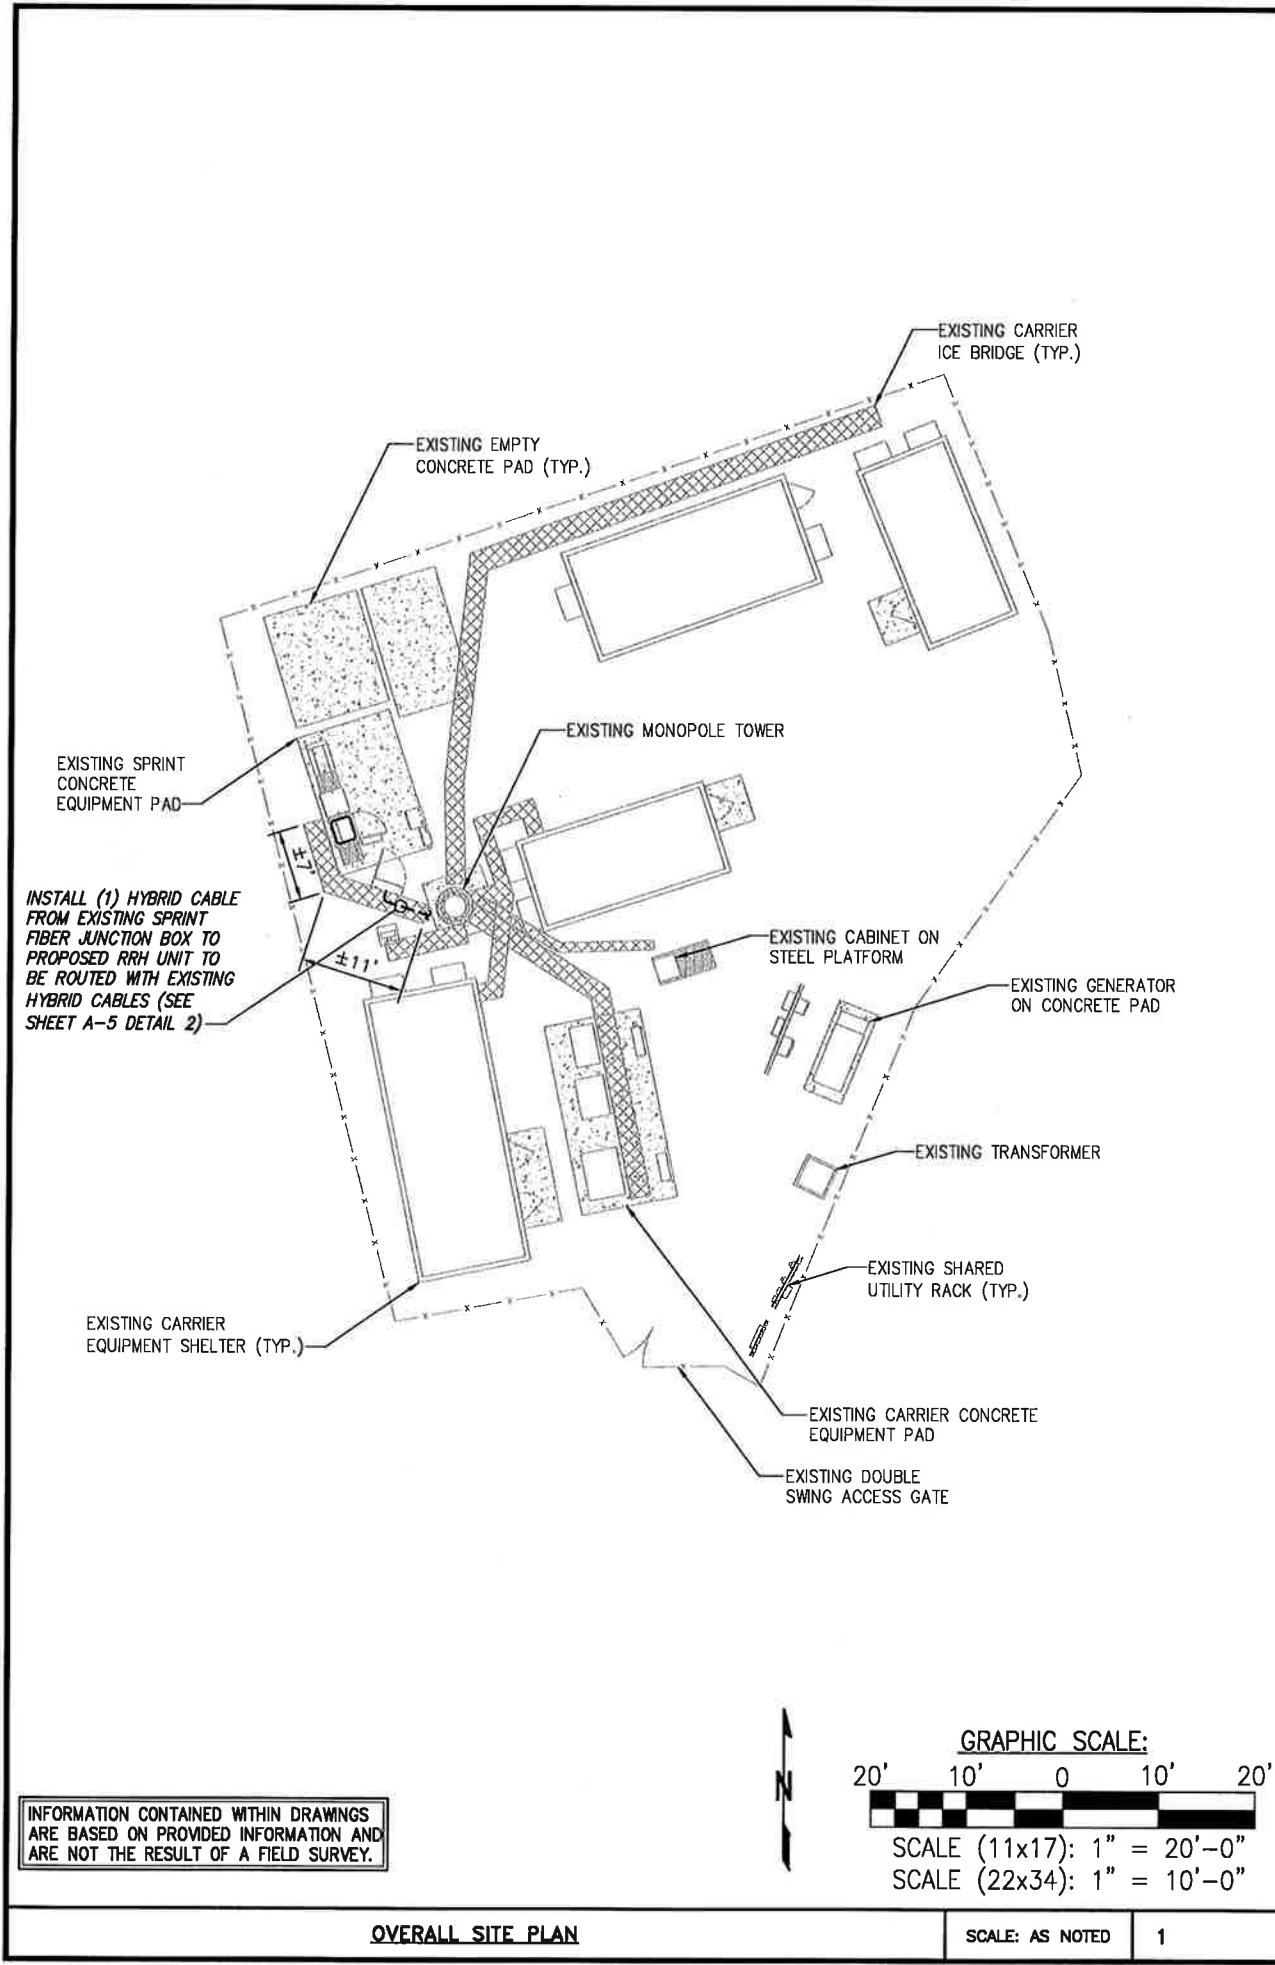 EXISTING CARRIER
ICE BRIDGE (TYP.)
EXISTING EMPTY
CONCRETE PAD (TYP.)
EXISTING MONOPOLE TOWER
EXISTING SPRINT
CONCRETE
EQUIPMENT PAD
±7'
INSTALL (1) HYBRID CABLE
FROM EXISTING SPRINT
FIBER JUNCTION BOX TO
PROPOSED RRH UNIT TO
BE ROUTED WITH EXISTING
HYBRID CABLES (SEE
SHEET A-5 DETAIL 2)
±11'
EXISTING CABINET ON
STEEL PLATFORM
EXISTING GENERATOR
ON CONCRETE PAD
EXISTING TRANSFORMER
EXISTING SHARED
UTILITY RACK (TYP.)
EXISTING CARRIER
EQUIPMENT SHELTER (TYP.)
EXISTING CARRIER CONCRETE
EQUIPMENT PAD
EXISTING DOUBLE
SWING ACCESS GATE
N
GRAPHIC SCALE:
20' 10' 0 10' 20'
SCALE (11x17): 1" = 20'-0"
SCALE (22x34): 1" = 10'-0"
INFORMATION CONTAINED WITHIN DRAWINGS
ARE BASED ON PROVIDED INFORMATION AND
ARE NOT THE RESULT OF A FIELD SURVEY.
OVERALL SITE PLAN
SCALE: AS NOTED
1